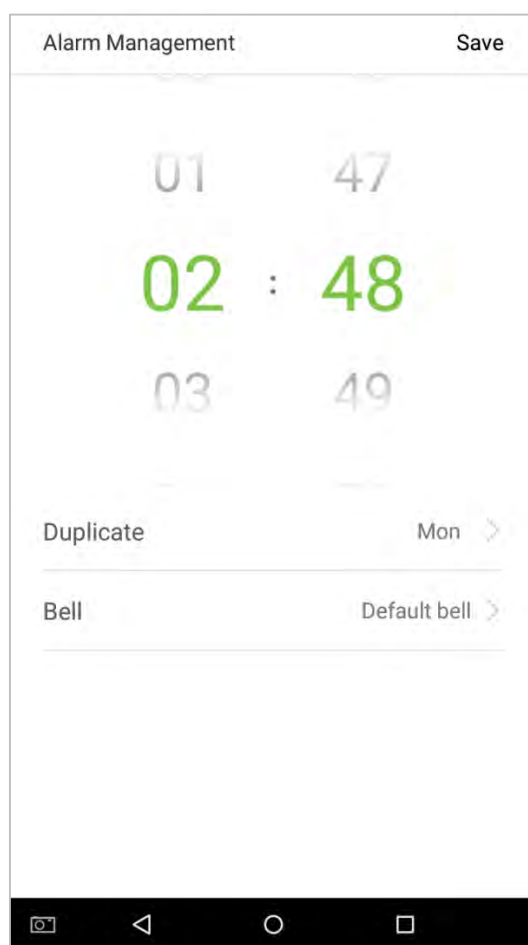 Alarm Management Save
01 47
02 : 48
03 49
Duplicate Mon
Bell Default bell